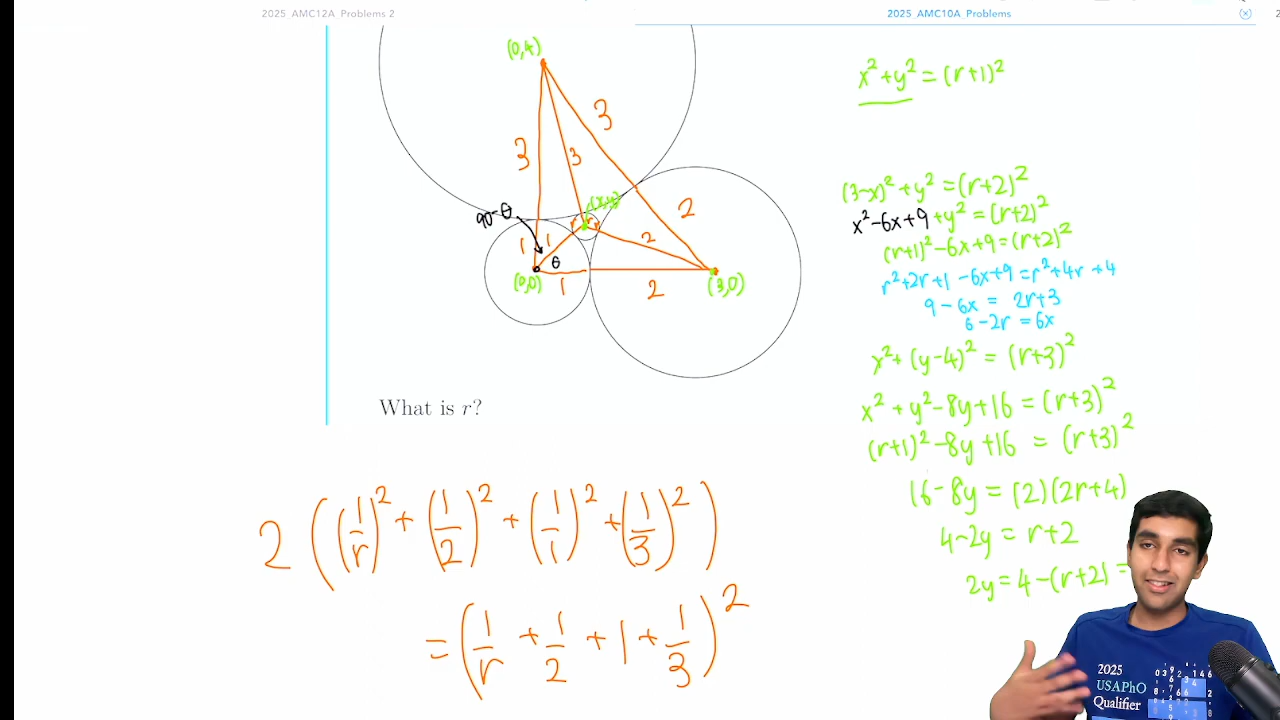 2025_AMC12A_Problems 2
2025_AMC10A_Problems
(0,4)
3
3
3
(x,y)
r
r
2
2
90-θ
1
1
θ
(0,0)
1
2
(3,0)
What is r?
2((1/r)² + (1/2)² + (1/1)² + (1/3)²)
= (1/r + 1/2 + 1 + 1/3)²
x² + y² = (r+1)²
(3-x)² + y² = (r+2)²
x² - 6x + 9 + y² = (r+2)²
(r+1)² - 6x + 9 = (r+2)²
r² + 2r + 1 - 6x + 9 = r² + 4r + 4
9 - 6x = 2r + 3
6 - 2r = 6x
x² + (y-4)² = (r+3)²
x² + y² - 8y + 16 = (r+3)²
(r+1)² - 8y + 16 = (r+3)²
16 - 8y = (2)(2r+4)
4 - 2y = r + 2
2y = 4 - (r+2) =
2025
USAPhO
Qualifier